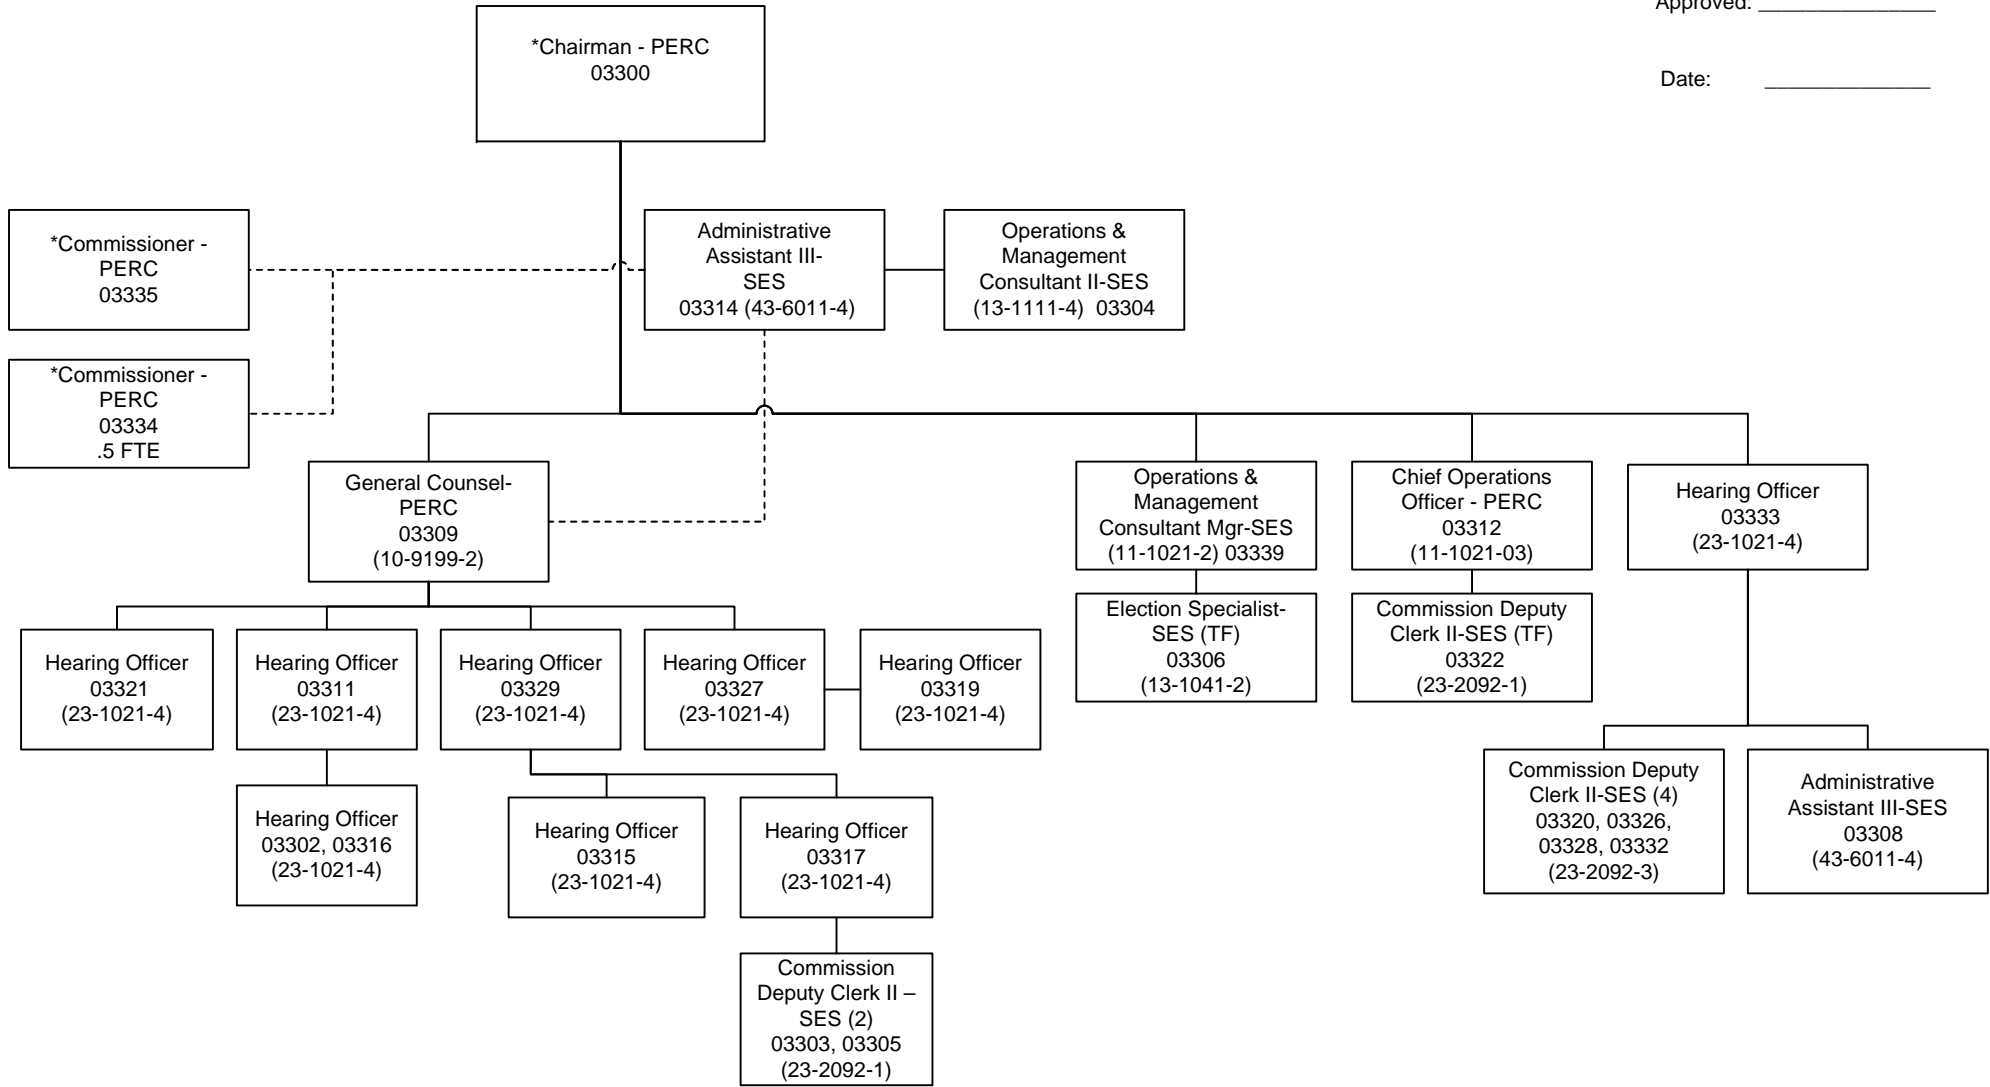 Approved: _______________
Date: ______________
*Chairman - PERC
03300
*Commissioner -
PERC
03335
Administrative
Assistant III-
SES
03314 (43-6011-4)
Operations &
Management
Consultant II-SES
(13-1111-4)  03304
*Commissioner -
PERC
03334
.5 FTE
General Counsel-
PERC
03309
(10-9199-2)
Operations &
Management
Consultant Mgr-SES
(11-1021-2) 03339
Chief Operations
Officer - PERC
03312
(11-1021-03)
Hearing Officer
03333
(23-1021-4)
Election Specialist-
SES (TF)
03306
(13-1041-2)
Commission Deputy
Clerk II-SES (TF)
03322
(23-2092-1)
Hearing Officer
03321
(23-1021-4)
Hearing Officer
03311
(23-1021-4)
Hearing Officer
03329
(23-1021-4)
Hearing Officer
03327
(23-1021-4)
Hearing Officer
03319
(23-1021-4)
Hearing Officer
03302, 03316
(23-1021-4)
Hearing Officer
03315
(23-1021-4)
Hearing Officer
03317
(23-1021-4)
Commission Deputy
Clerk II-SES (4)
03320, 03326,
03328, 03332
(23-2092-3)
Administrative
Assistant III-SES
03308
(43-6011-4)
Commission
Deputy Clerk II –
SES (2)
03303, 03305
(23-2092-1)